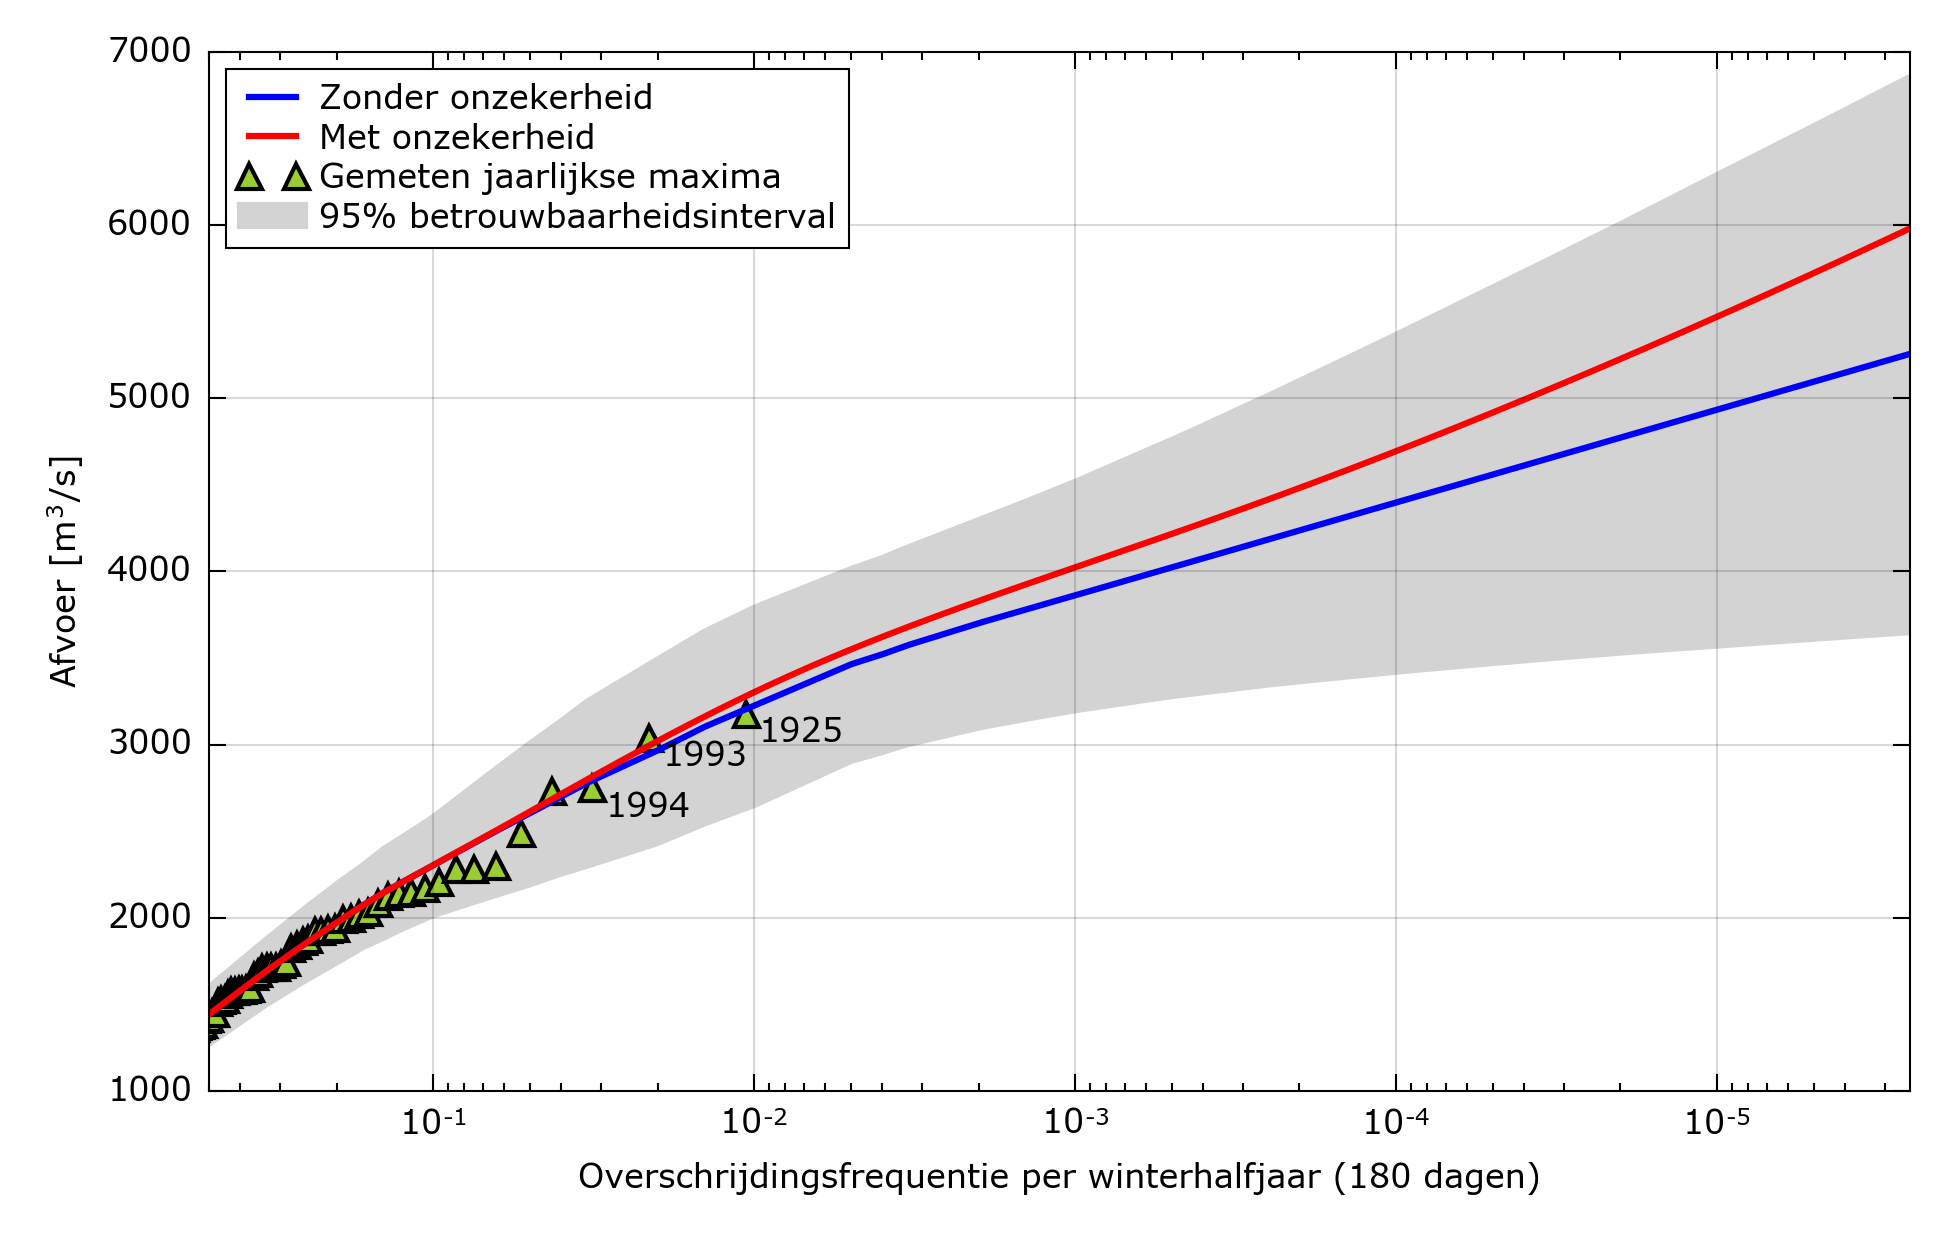 7000
6000
5000
4000
3000
2000
1000
Afvoer [m³/s]
Zonder onzekerheid
Met onzekerheid
Gemeten jaarlijkse maxima
95% betrouwbaarheidsinterval
1925
1993
1994
10⁻¹ 10⁻² 10⁻³ 10⁻⁴ 10⁻⁵
Overschrijdingsfrequentie per winterhalfjaar (180 dagen)